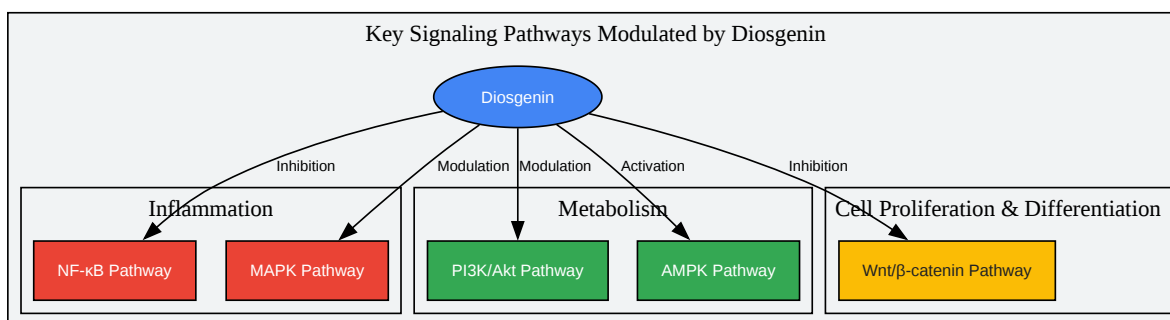 Key Signaling Pathways Modulated by Diosgenin
Diosgenin
Inhibition
Modulation
Modulation
Activation
Inhibition
Inflammation
Metabolism
Cell Proliferation & Differentiation
NF-κB Pathway
MAPK Pathway
PI3K/Akt Pathway
AMPK Pathway
Wnt/β-catenin Pathway